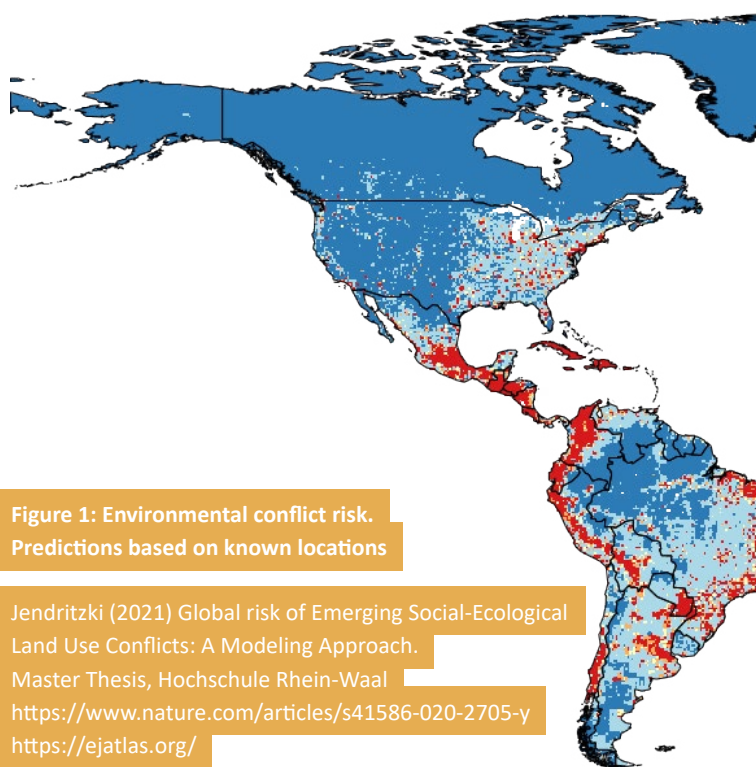 Figure 1: Environmental conflict risk.
Predictions based on known locations
Jendritzki (2021) Global risk of Emerging Social-Ecological
Land Use Conflicts: A Modeling Approach.
Master Thesis, Hochschule Rhein-Waal
https://www.nature.com/articles/s41586-020-2705-y
https://ejatlas.org/